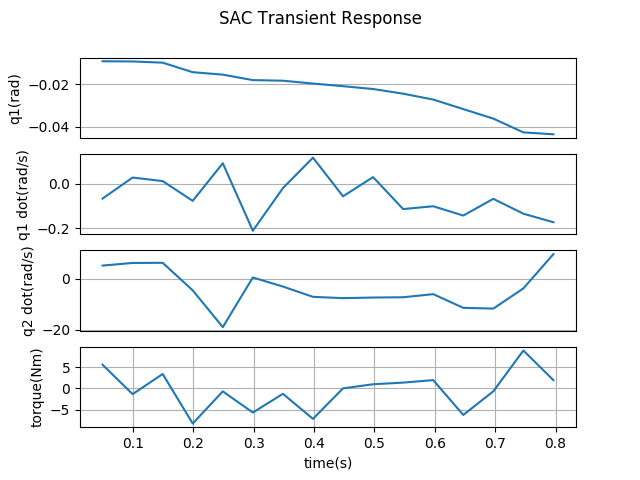 SAC Transient Response
q1(rad)
−0.02
−0.04
q1 dot(rad/s)
0.0
−0.2
q2 dot(rad/s)
0
−20
torque(Nm)
5
0
−5
0.1 0.2 0.3 0.4 0.5 0.6 0.7 0.8
time(s)